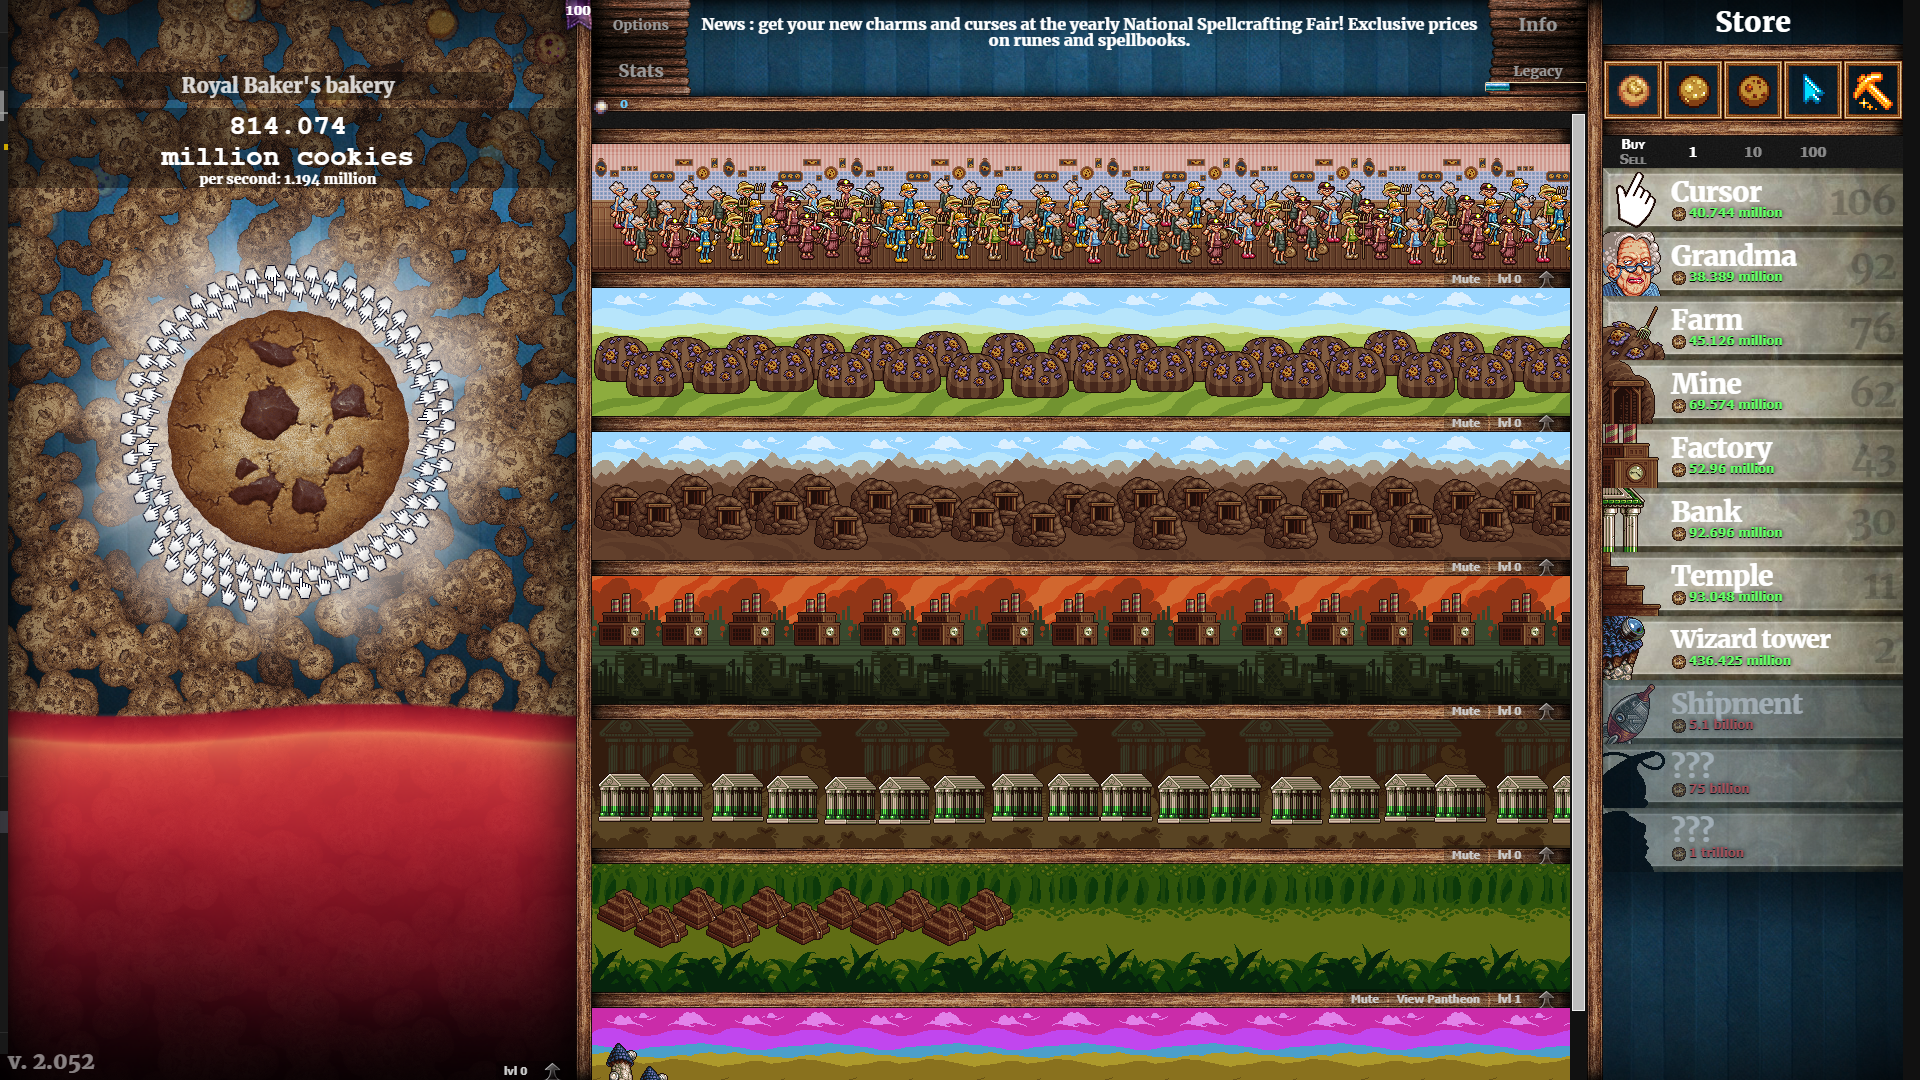 100
Royal Baker's bakery
814.074
million cookies
per second: 1.194 million
v. 2.052
lvl 0
Options
Stats
News : get your new charms and curses at the yearly National Spellcrafting Fair! Exclusive prices
on runes and spellbooks.
Info
Legacy
0
Mute lvl 0
Mute lvl 0
Mute lvl 0
Mute lvl 0
Mute lvl 0
Mute View Pantheon lvl 1
Store
Buy
Sell
1 10 100
Cursor 106
40.744 million
Grandma 92
38.389 million
Farm 76
45.126 million
Mine 62
69.574 million
Factory 43
52.96 million
Bank 30
92.696 million
Temple 11
93.048 million
Wizard tower 2
436.425 million
Shipment
5.1 billion
???
75 billion
???
1 trillion